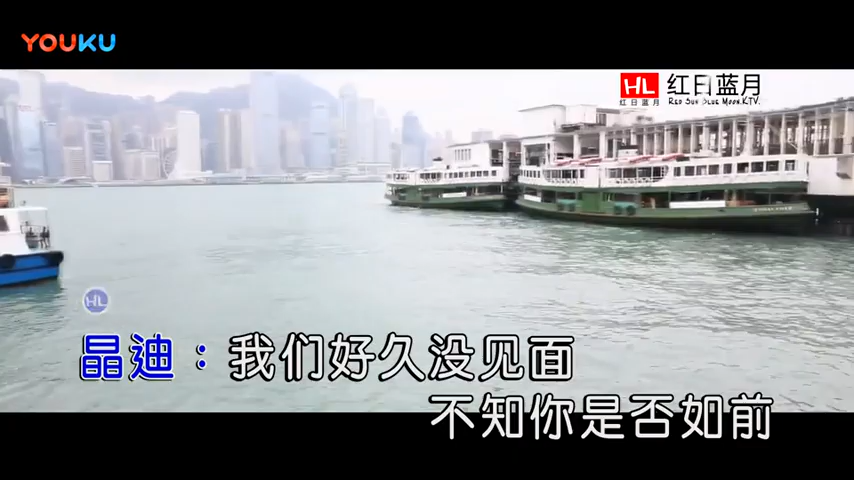 YOUKU
HL 红日蓝月
红日蓝月 RED SUN BLUE MOON KTV.
HL
晶迪：我们好久没见面
不知你是否如前